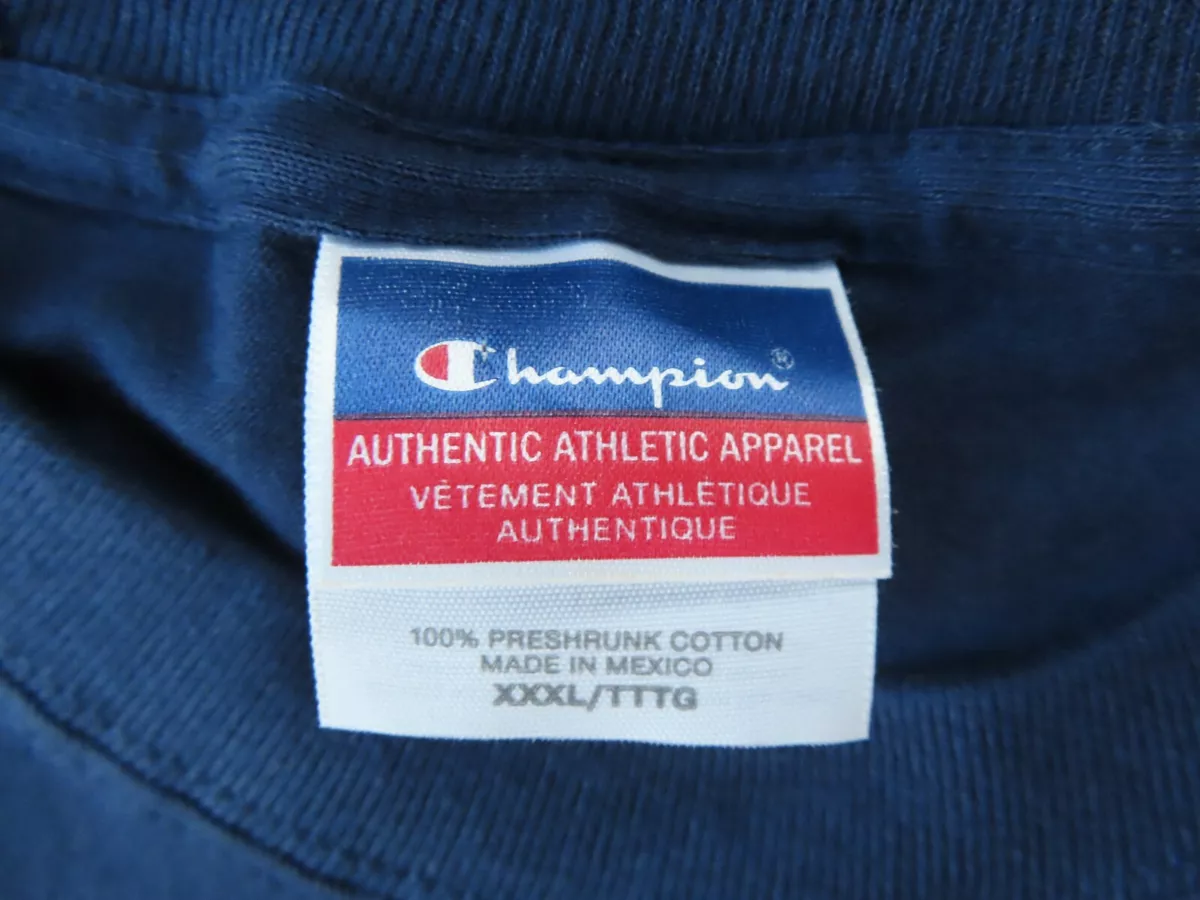 Champion®
AUTHENTIC ATHLETIC APPAREL
VÊTEMENT ATHLÉTIQUE
AUTHENTIQUE
100% PRESHRUNK COTTON
MADE IN MEXICO
XXXL/TTTG